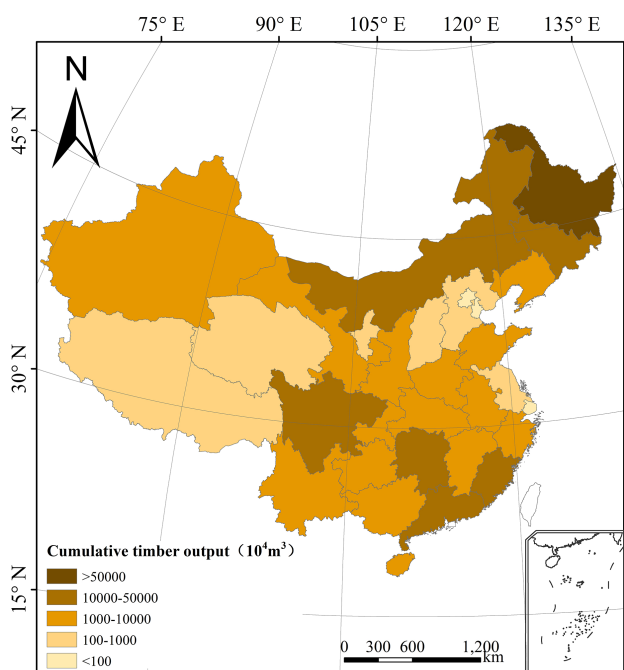 75° E 90° E 105° E 120° E 135° E
N
45° N
30° N
15° N
Cumulative timber output（10⁴m³）
>50000
10000-50000
1000-10000
100-1000
<100
0 300 600 1,200
km